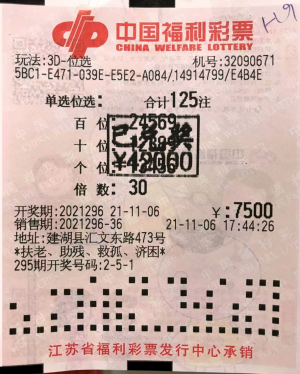 中国福利彩票
CHINA WELFARE LOTTERY
玩法:3D-位选 机号:32090671
5BC1-E471-039E-E5E2-A084/14914799/E4B4E
单选位选: 合计125注
百 位 24569
十 位
个 位
倍 数: 30
已兑奖
¥42000
开奖期:2021296 21-11-06 ¥:7500
销售期:2021296-36 21-11-06 17:44:26
地址:建湖县汇文东路473号
*扶老、助残、救孤、济困*
295期开奖号码:2-5-1
江苏省福利彩票发行中心承销